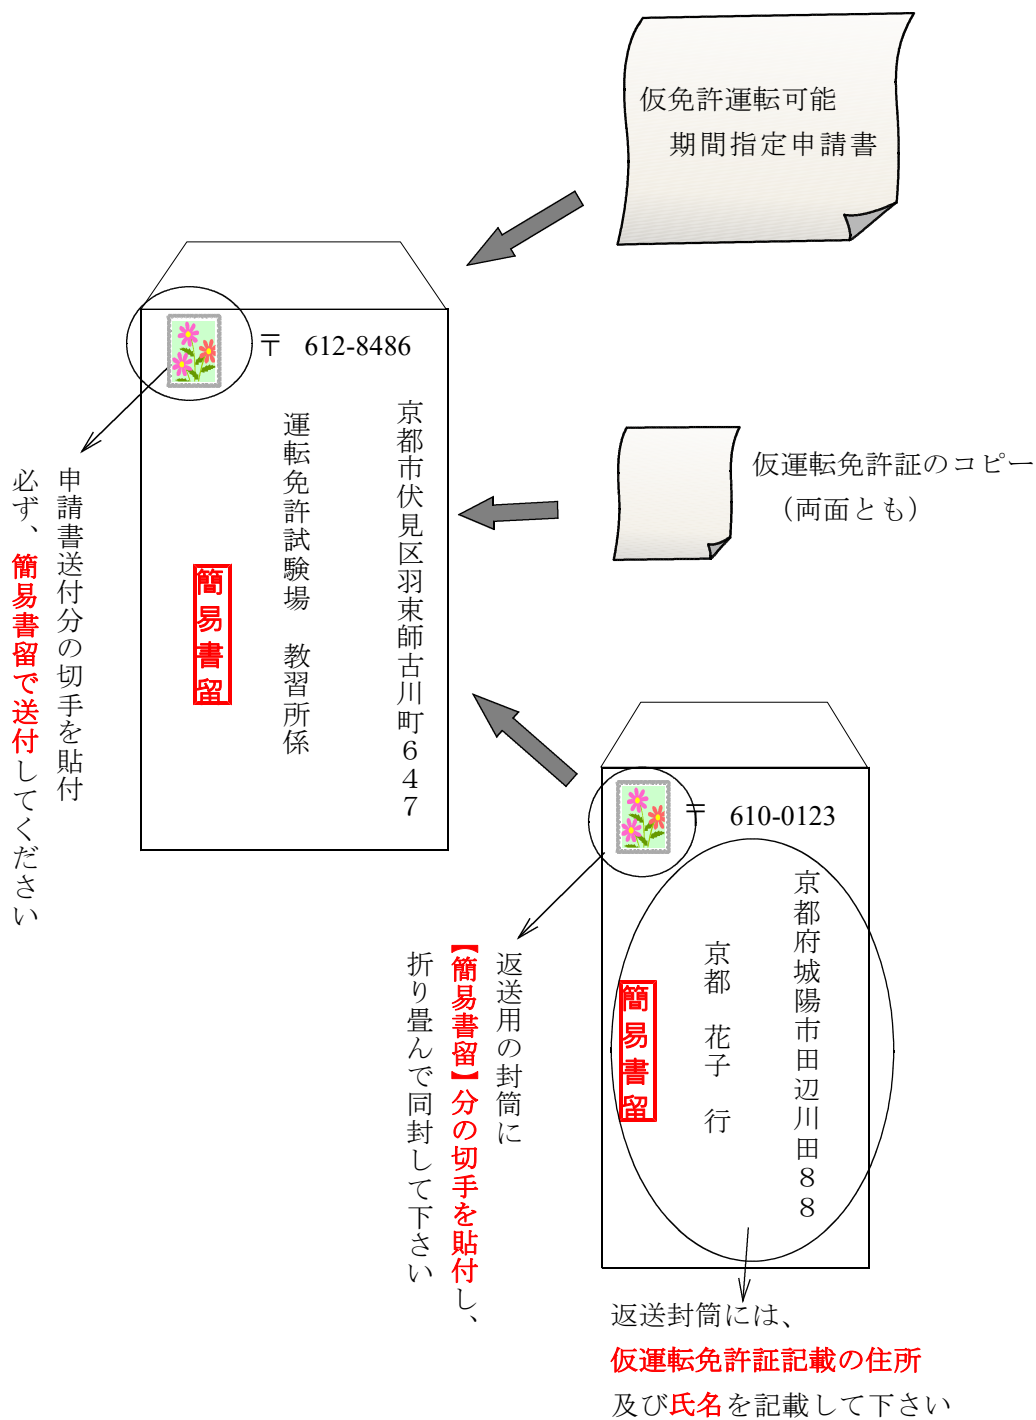 仮免許運転可能
期間指定申請書
〒 612-8486
京都市伏見区羽束師古川町647
運転免許試験場 教習所係
簡易書留
申請書送付分の切手を貼付
必ず、簡易書留で送付してください
仮運転免許証のコピー
（両面とも）
〒 610-0123
京都府城陽市田辺川田88
京都 花子 行
簡易書留
返送用の封筒に
【簡易書留】分の切手を貼付し、
折り畳んで同封して下さい
返送封筒には、
仮運転免許証記載の住所
及び氏名を記載して下さい